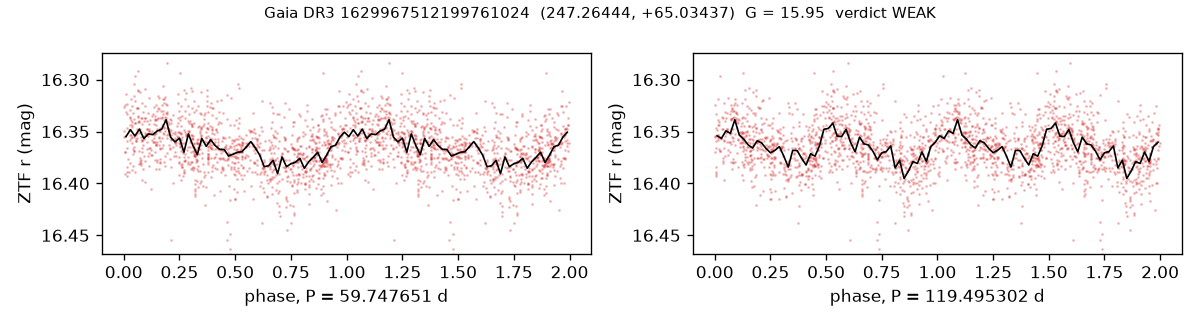 Gaia DR3 1629967512199761024 (247.26444, +65.03437) G = 15.95 verdict WEAK
ZTF r (mag)
16.30
16.35
16.40
16.45
0.00 0.25 0.50 0.75 1.00 1.25 1.50 1.75 2.00
phase, P = 59.747651 d
ZTF r (mag)
16.30
16.35
16.40
16.45
0.00 0.25 0.50 0.75 1.00 1.25 1.50 1.75 2.00
phase, P = 119.495302 d